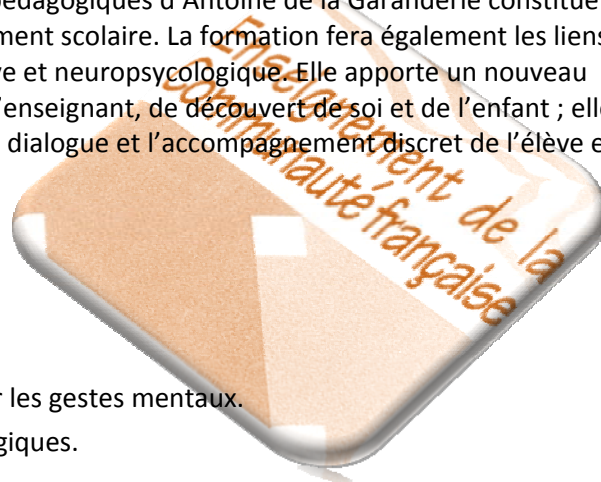 pédagogiques d'Antoine de la Garanderie constitue
ment scolaire. La formation fera également les liens
ve et neuropsycologique. Elle apporte un nouveau
l'enseignant, de découvert de soi et de l'enfant ; elle
dialogue et l'accompagnement discret de l'élève e
Enseignement de la
communauté française
r les gestes mentaux.
giques.